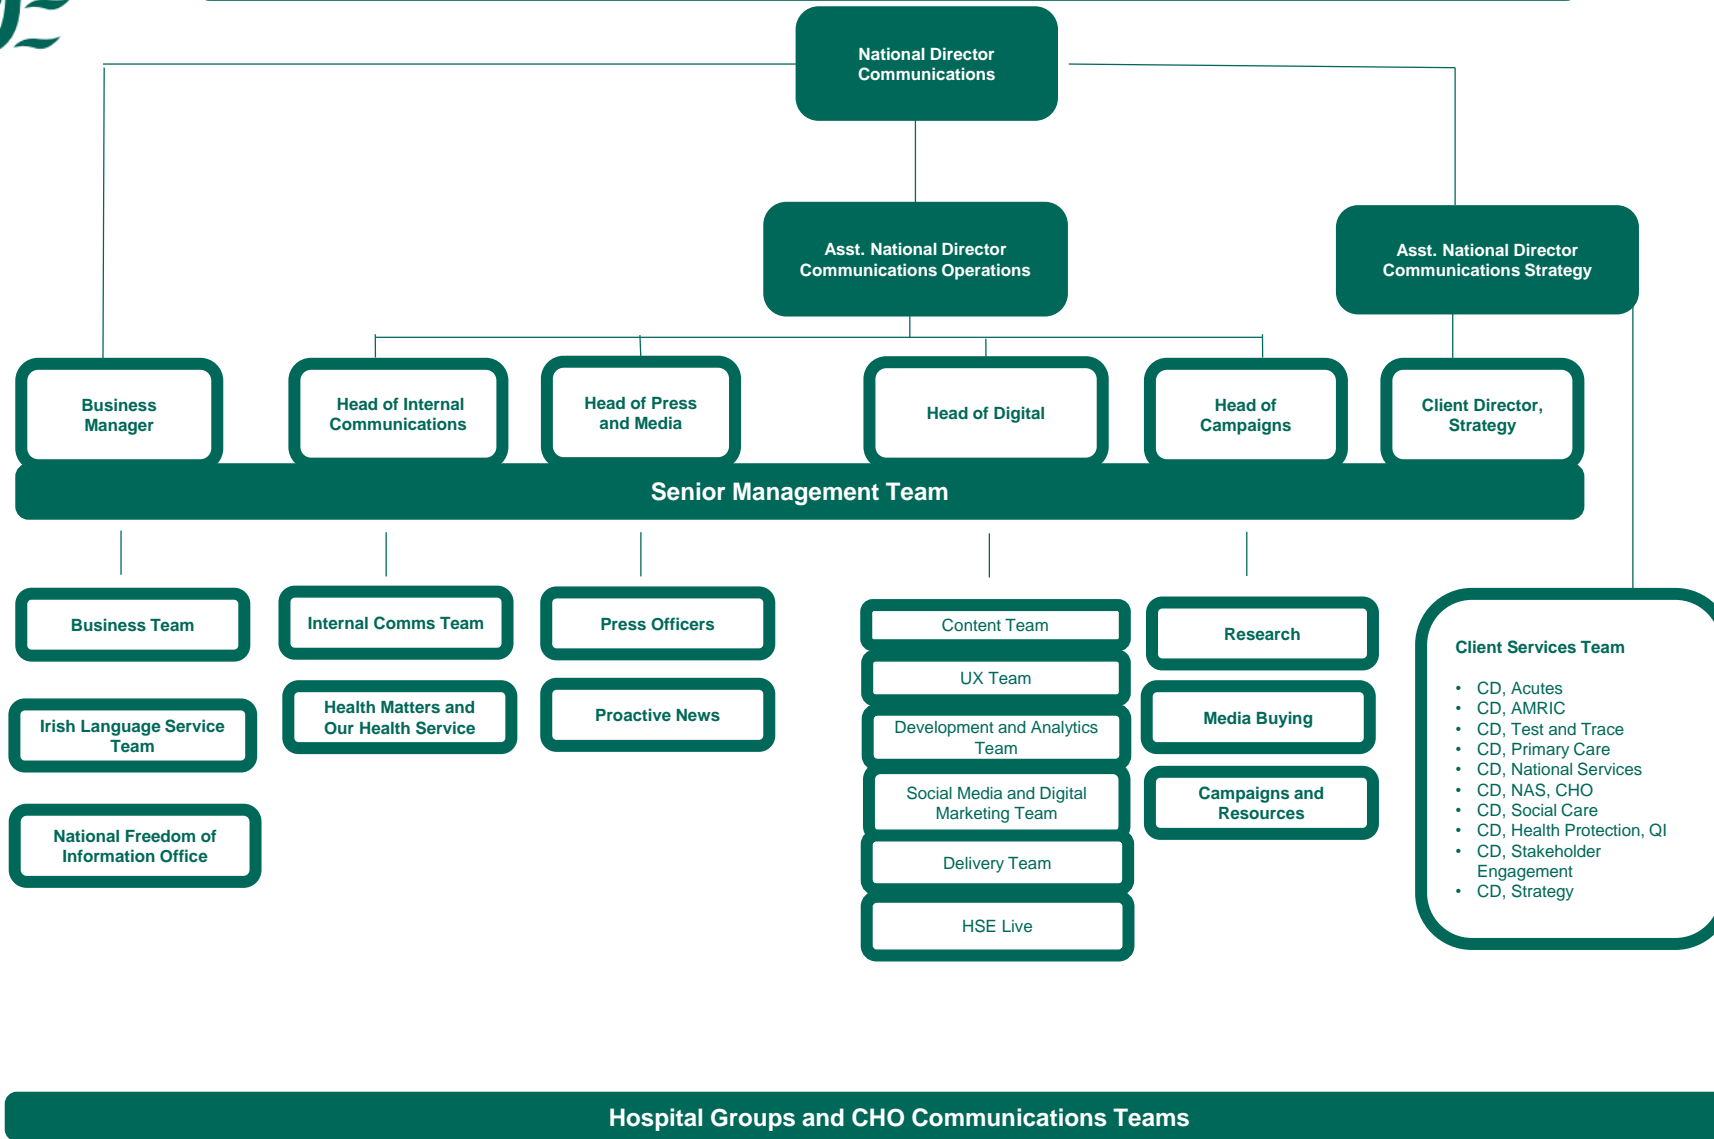 National Director
Communications
Asst. National Director
Communications Operations
Asst. National Director
Communications Strategy
Business
Manager
Head of Internal
Communications
Head of Press
and Media
Head of Digital
Head of
Campaigns
Client Director,
Strategy
Senior Management Team
Business Team
Irish Language Service
Team
National Freedom of
Information Office
Internal Comms Team
Health Matters and
Our Health Service
Press Officers
Proactive News
Content Team
UX Team
Development and Analytics
Team
Social Media and Digital
Marketing Team
Delivery Team
HSE Live
Research
Media Buying
Campaigns and
Resources
Client Services Team
• CD, Acutes
• CD, AMRIC
• CD, Test and Trace
• CD, Primary Care
• CD, National Services
• CD, NAS, CHO
• CD, Social Care
• CD, Health Protection, QI
• CD, Stakeholder
Engagement
• CD, Strategy
Hospital Groups and CHO Communications Teams